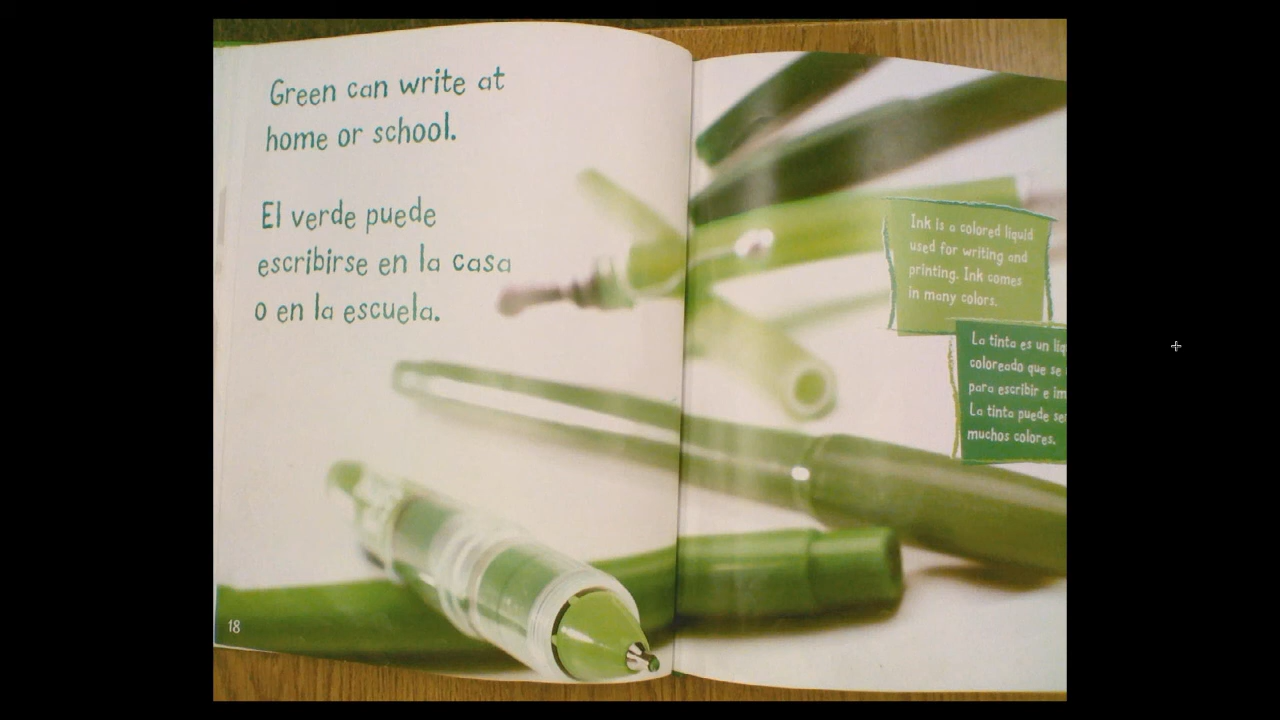 Green can write at
home or school.
El verde puede
escribirse en la casa
o en la escuela.
18
Ink is a colored liquid
used for writing and
printing. Ink comes
in many colors.
La tinta es un
coloreado que se
para escribir e
La tinta puede
muchos colores.